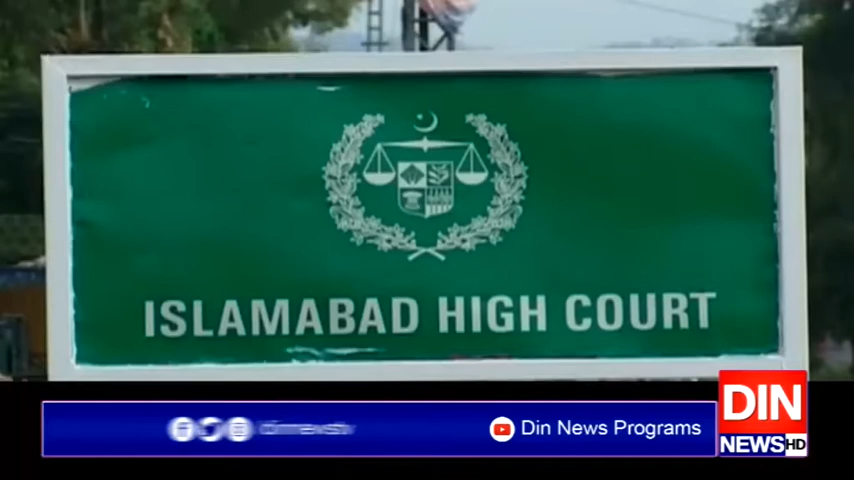 ISLAMABAD HIGH COURT
Din News Programs
DIN
NEWS HD